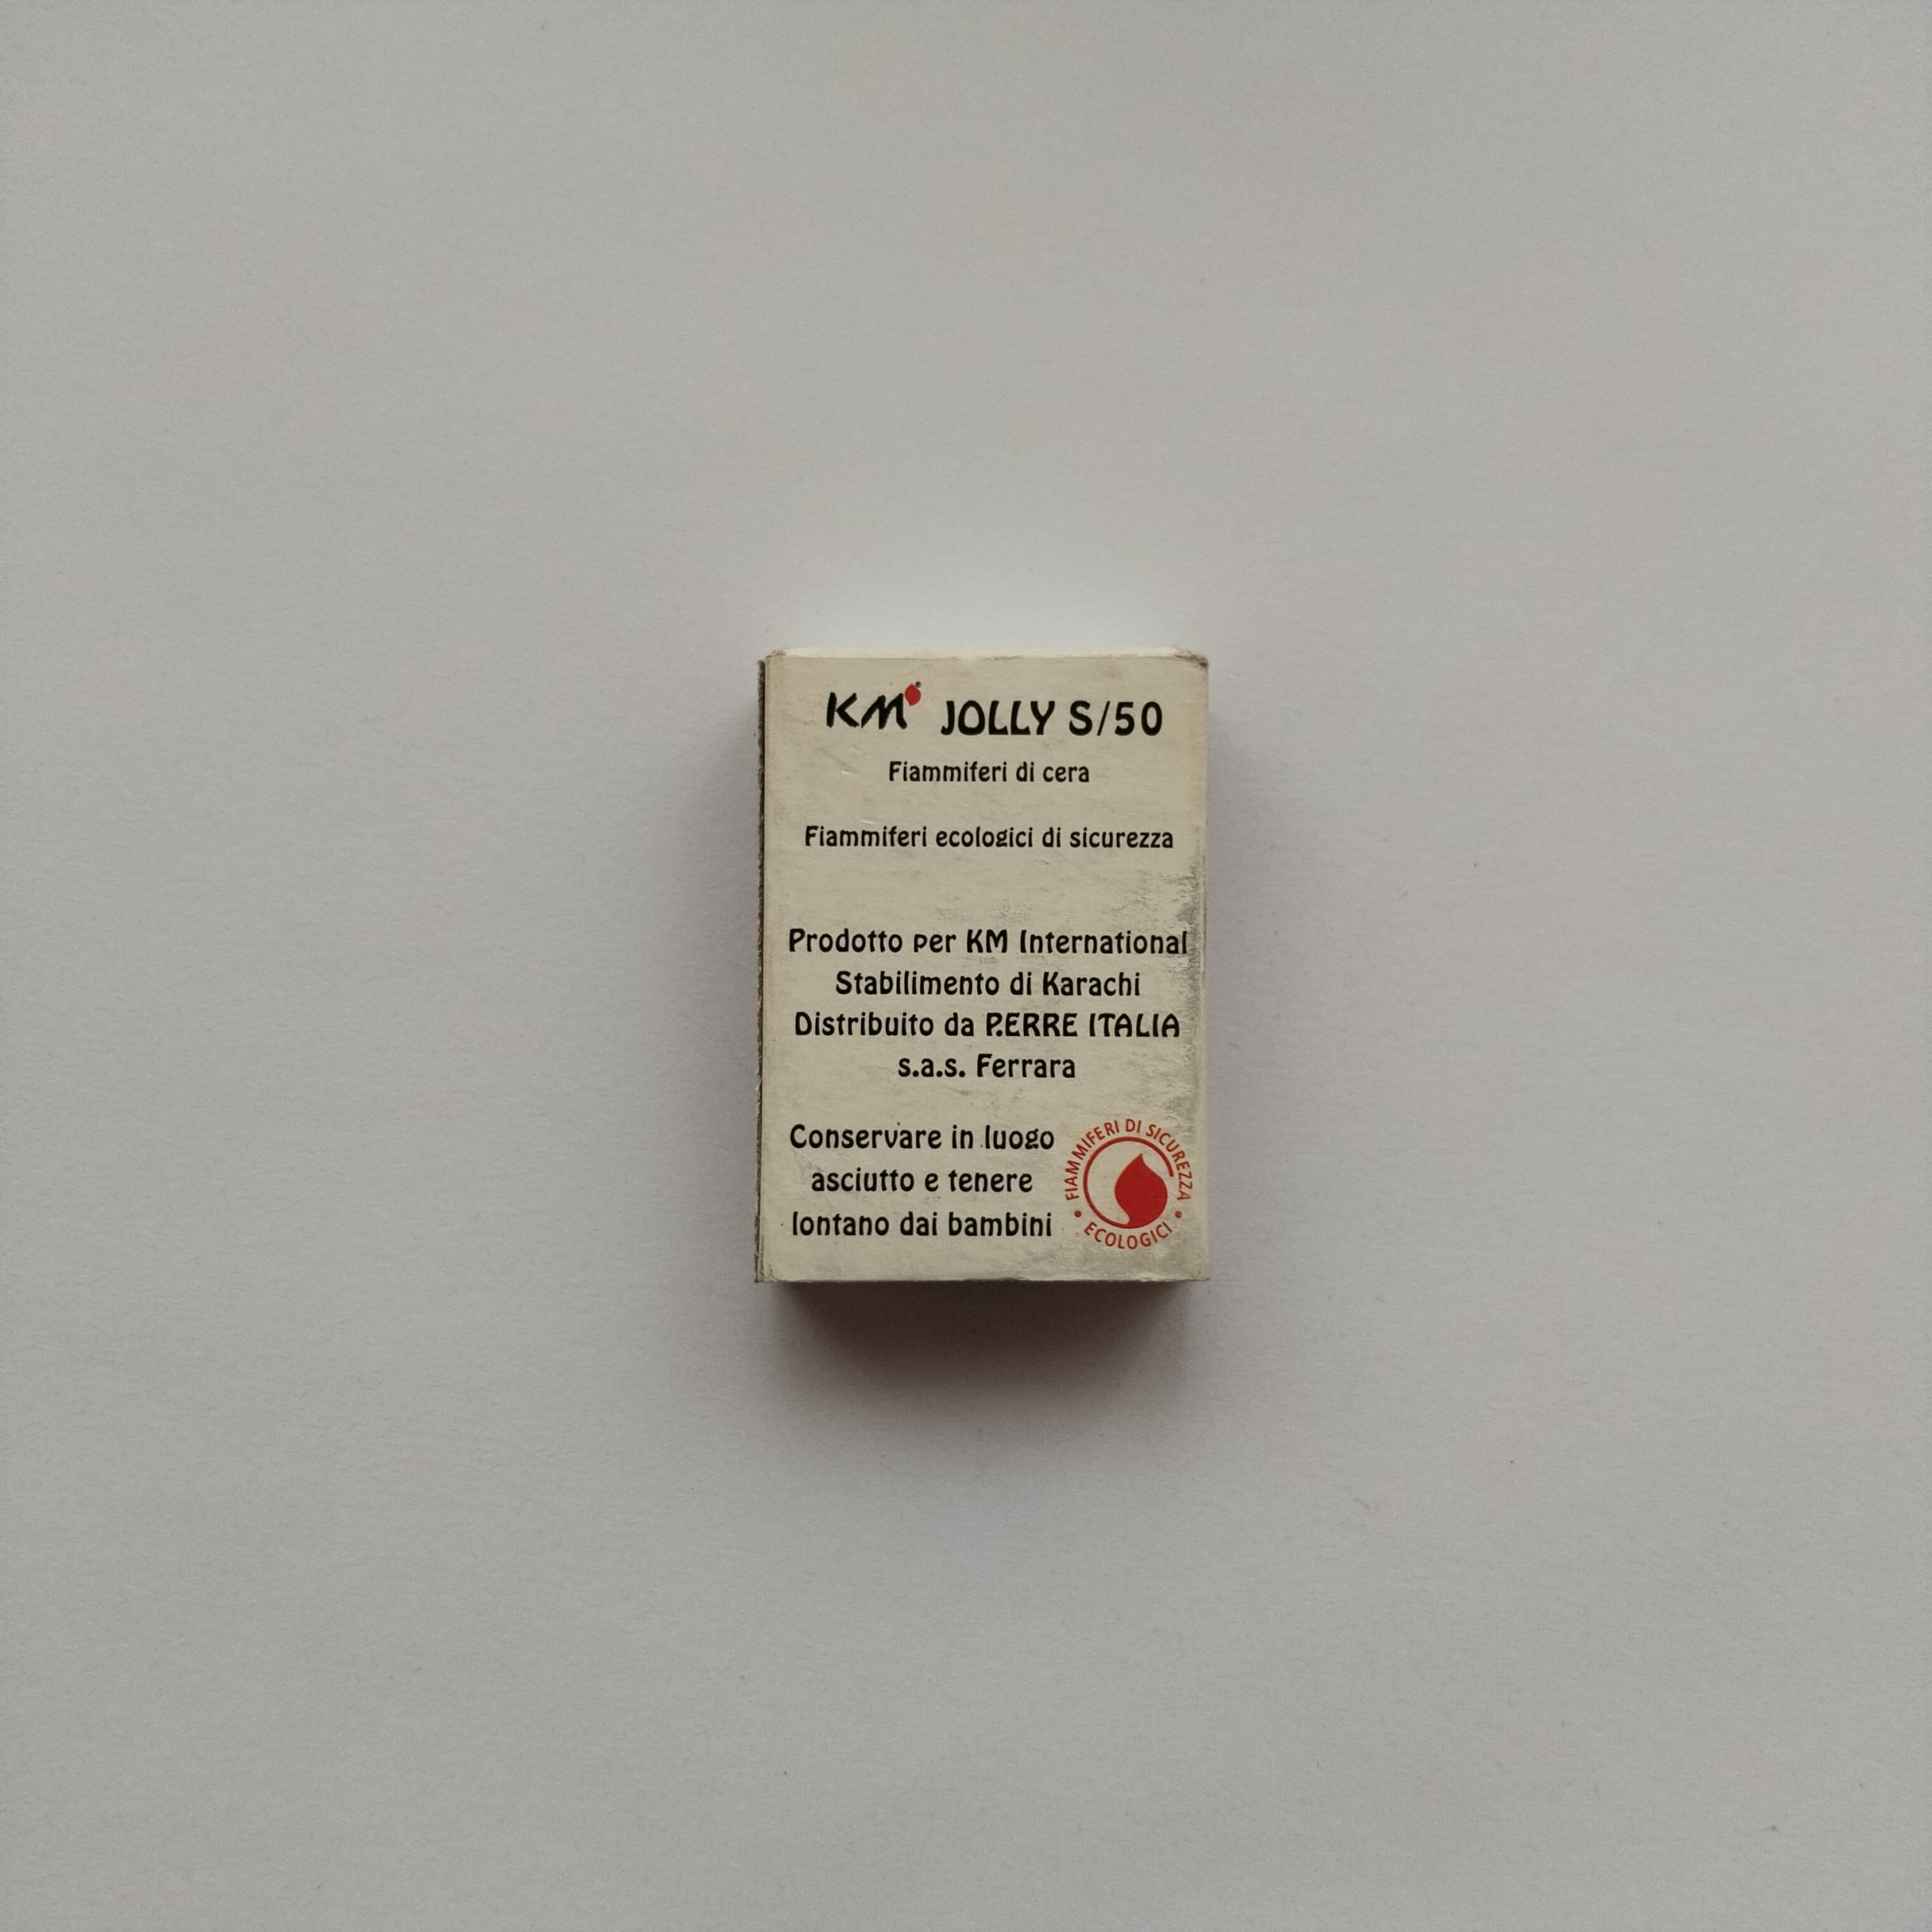 KM® JOLLY S/50
Fiammiferi di cera
Fiammiferi ecologici di sicurezza
Prodotto per KM International
Stabilimento di Karachi
Distribuito da P.ERRE ITALIA
s.a.s. Ferrara
Conservare in luogo
asciutto e tenere
lontano dai bambini
FIAMMIFERI DI SICUREZZA
• ECOLOGICI •